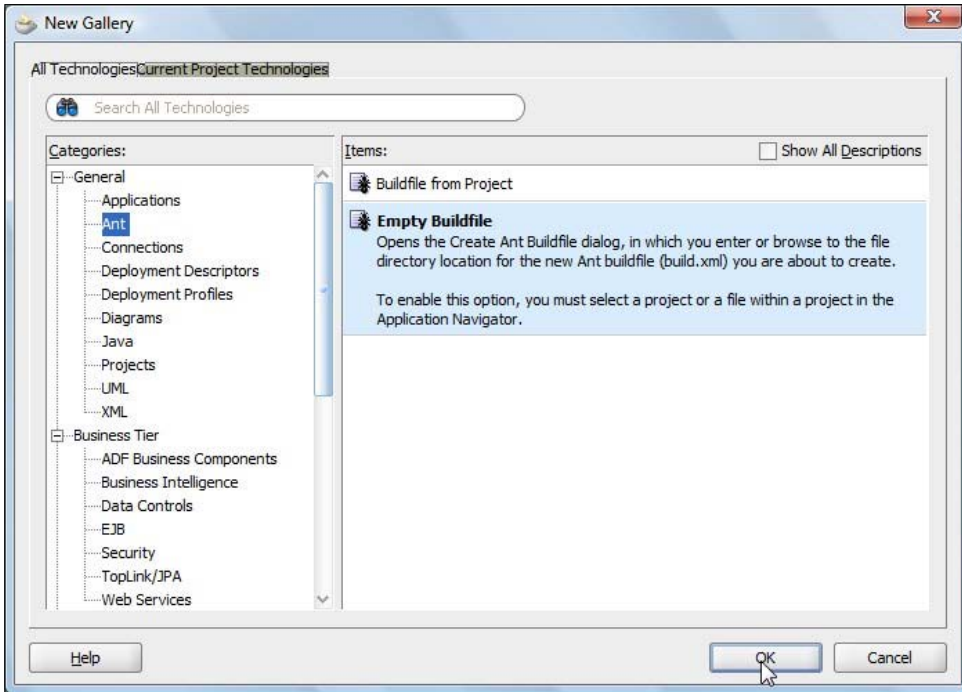 New Gallery
All Technologies Current Project Technologies
Search All Technologies
Categories:
General
Applications
Ant
Connections
Deployment Descriptors
Deployment Profiles
Diagrams
Java
Projects
UML
XML
Business Tier
ADF Business Components
Business Intelligence
Data Controls
EJB
Security
TopLink/JPA
Web Services
Items:
Show All Descriptions
Buildfile from Project
Empty Buildfile
Opens the Create Ant Buildfile dialog, in which you enter or browse to the file
directory location for the new Ant buildfile (build.xml) you are about to create.
To enable this option, you must select a project or a file within a project in the
Application Navigator.
Help
OK
Cancel